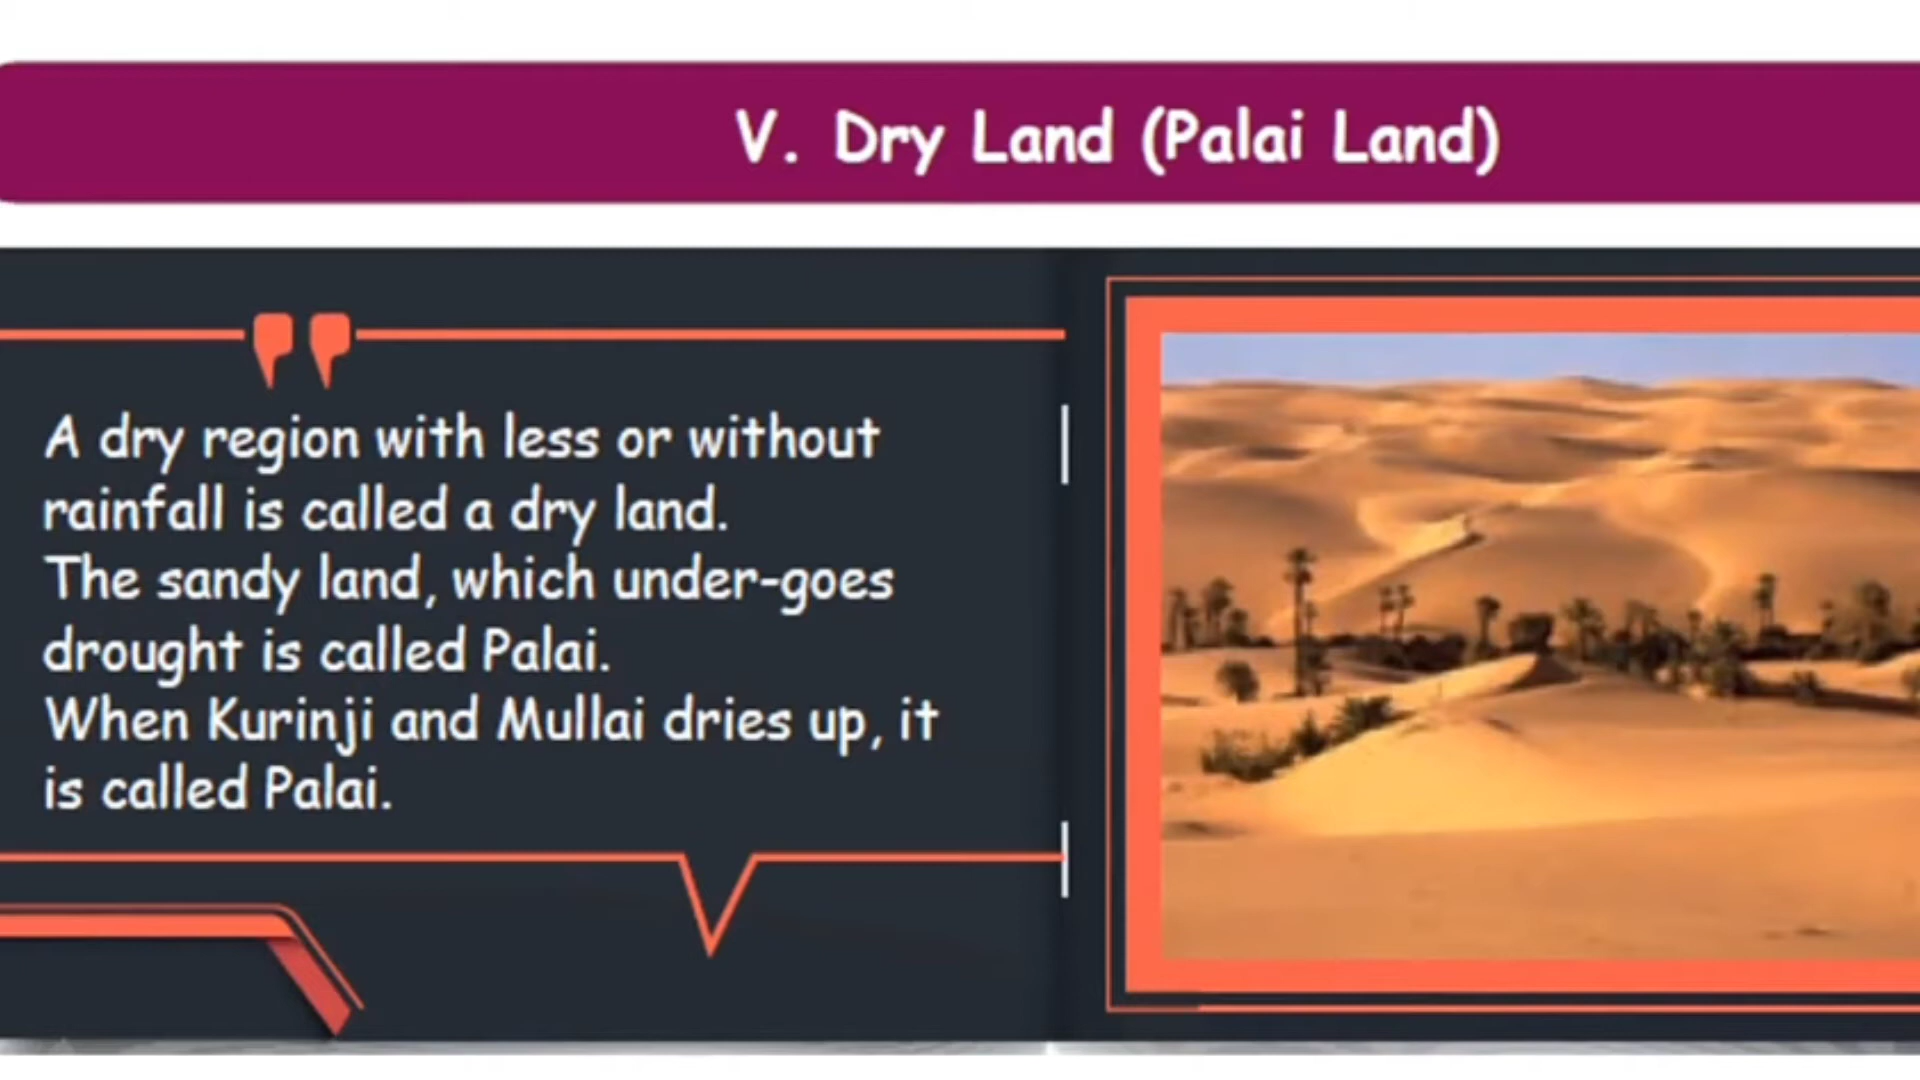 V. Dry Land (Palai Land)
A dry region with less or without
rainfall is called a dry land.
The sandy land, which under-goes
drought is called Palai.
When Kurinji and Mullai dries up, it
is called Palai.